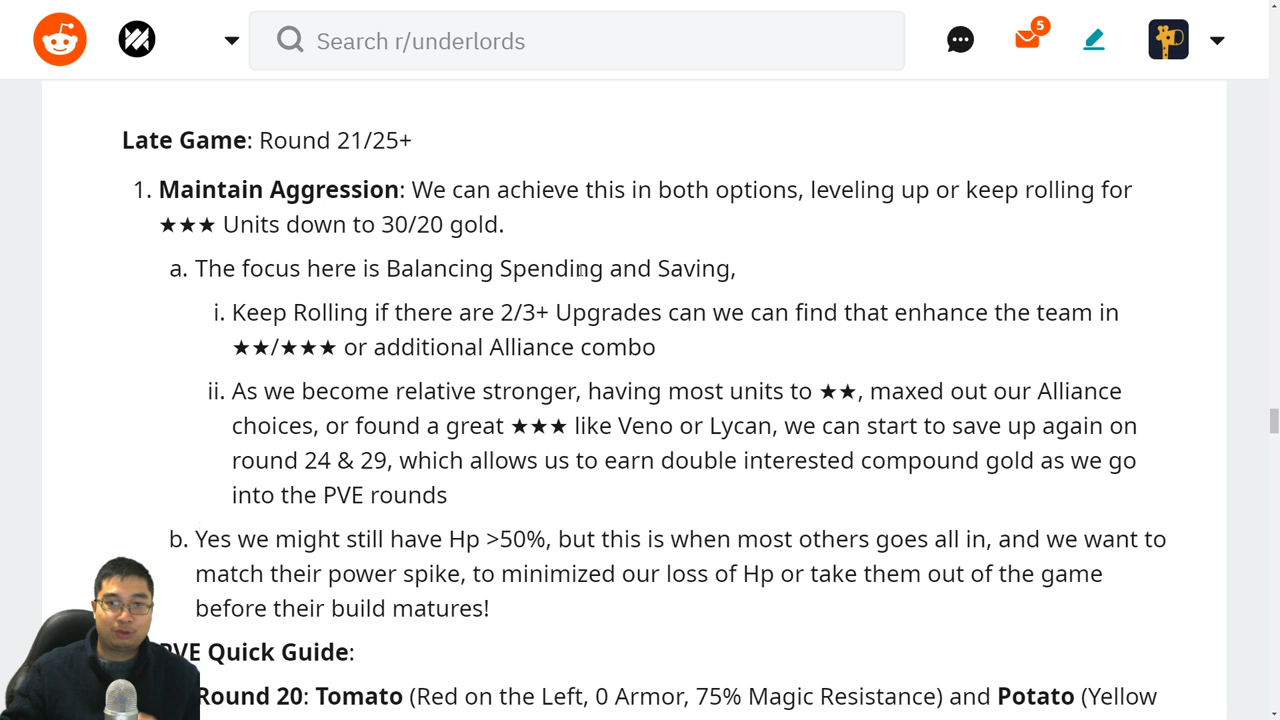 5
Search r/underlords
Late Game: Round 21/25+
1. Maintain Aggression: We can achieve this in both options, leveling up or keep rolling for
★★★ Units down to 30/20 gold.
a. The focus here is Balancing Spending and Saving,
i. Keep Rolling if there are 2/3+ Upgrades can we can find that enhance the team in
★★/★★★ or additional Alliance combo
ii. As we become relative stronger, having most units to ★★, maxed out our Alliance
choices, or found a great ★★★ like Veno or Lycan, we can start to save up again on
round 24 & 29, which allows us to earn double interested compound gold as we go
into the PVE rounds
b. Yes we might still have Hp >50%, but this is when most others goes all in, and we want to
match their power spike, to minimized our loss of Hp or take them out of the game
before their build matures!
PVE Quick Guide:
Round 20: Tomato (Red on the Left, 0 Armor, 75% Magic Resistance) and Potato (Yellow